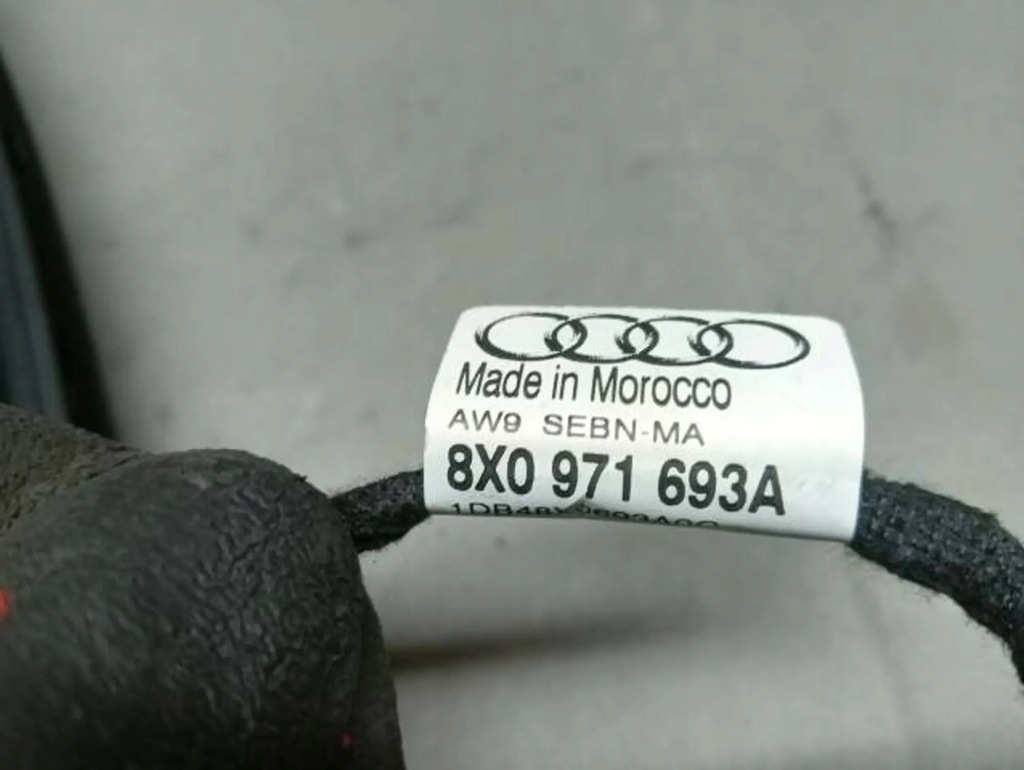 Made in Morocco
AW9 SEBN-MA
8X0 971 693A